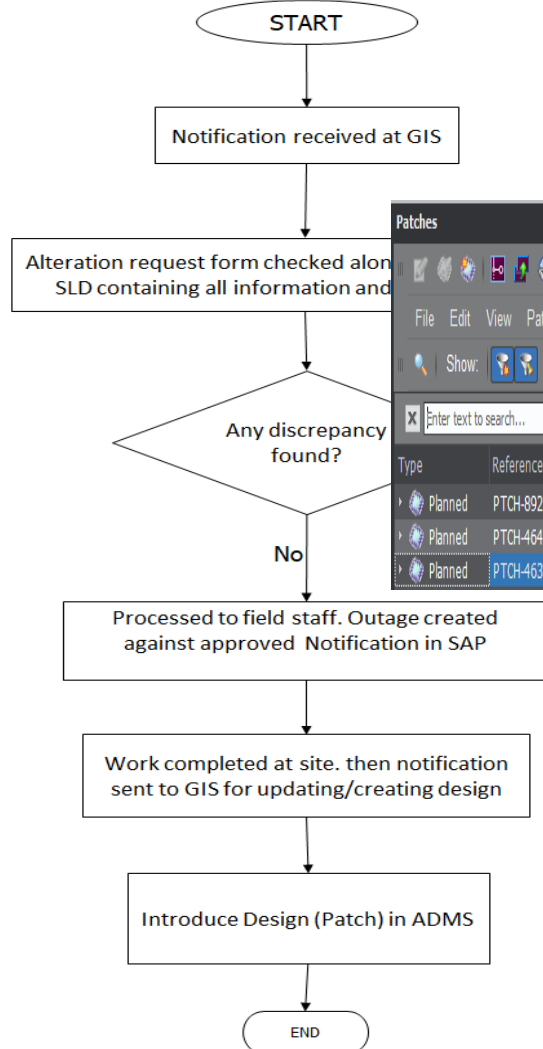 START
Notification received at GIS
Alteration request form checked alon
SLD containing all information and
Any discrepancy
found?
No
Processed to field staff. Outage created
against approved Notification in SAP
Work completed at site. then notification
sent to GIS for updating/creating design
Introduce Design (Patch) in ADMS
END
Patches
File Edit View Pat
Show:
Enter text to search...
Type Reference
Planned PTCH-892
Planned PTCH-464
Planned PTCH-463